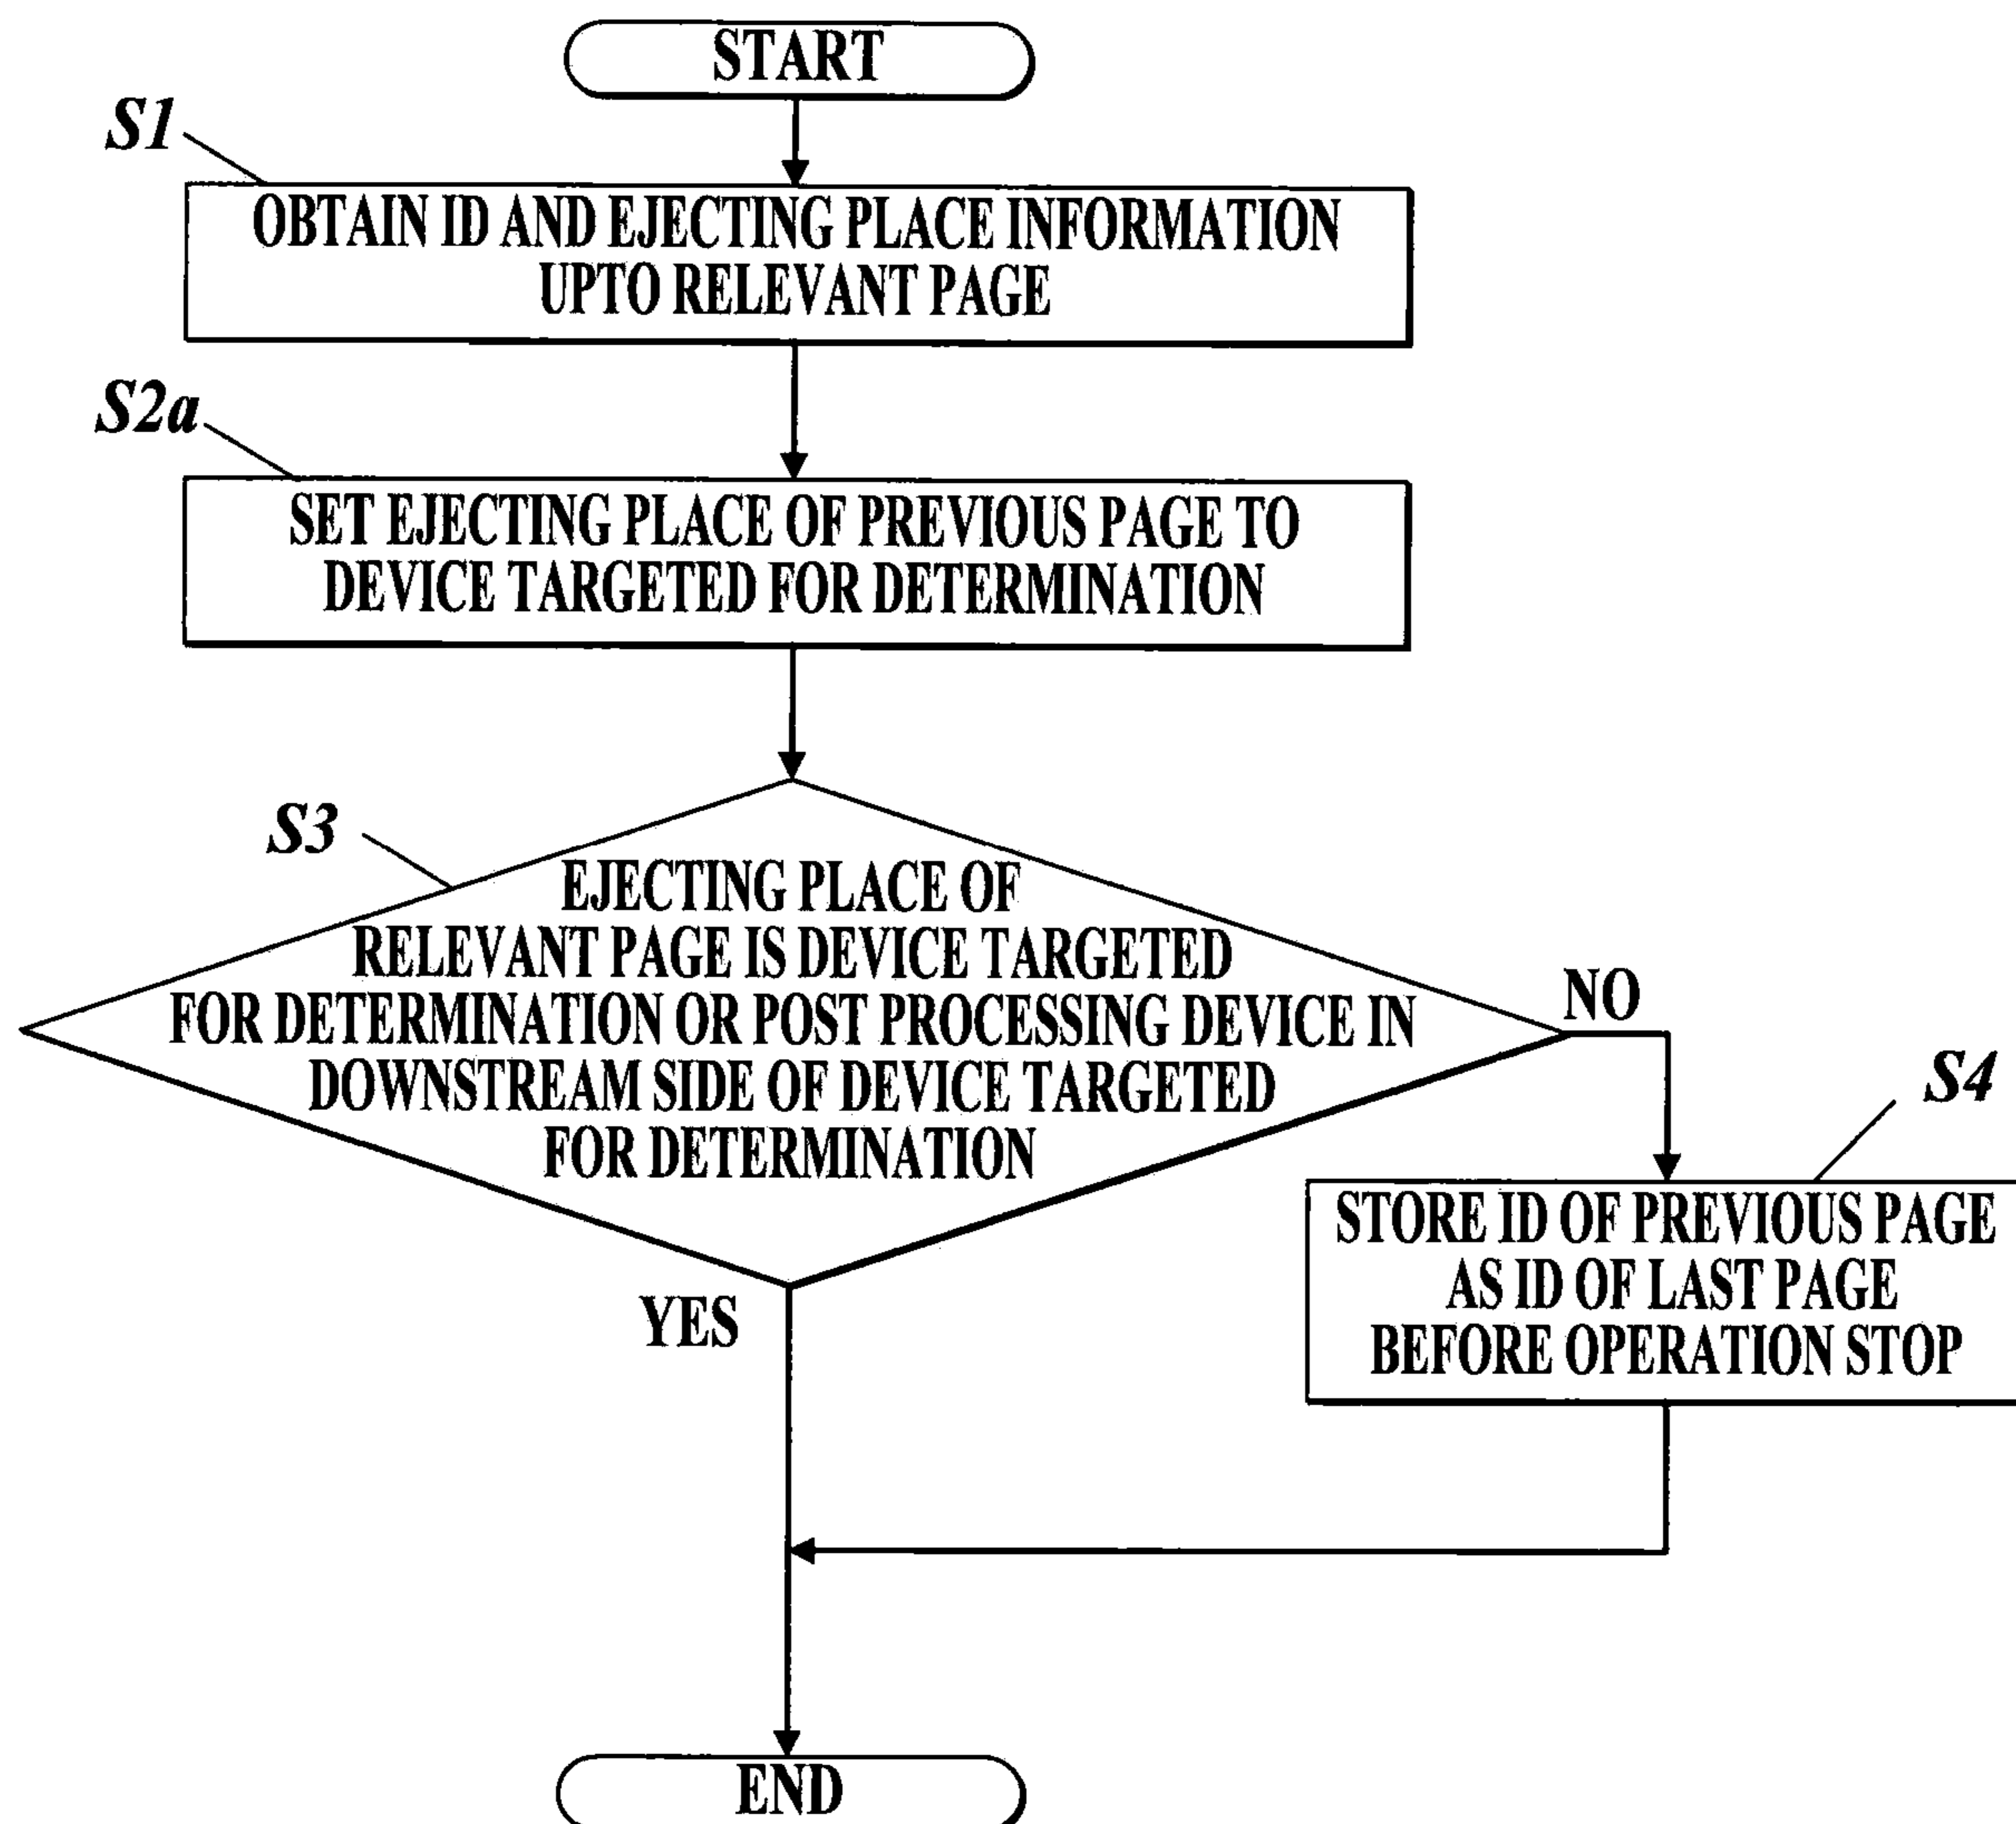 START
S1
OBTAIN ID AND EJECTING PLACE INFORMATION
UPTO RELEVANT PAGE
S2a
SET EJECTING PLACE OF PREVIOUS PAGE TO
DEVICE TARGETED FOR DETERMINATION
S3
EJECTING PLACE OF
RELEVANT PAGE IS DEVICE TARGETED
FOR DETERMINATION OR POST PROCESSING DEVICE IN
DOWNSTREAM SIDE OF DEVICE TARGETED
FOR DETERMINATION
NO
S4
STORE ID OF PREVIOUS PAGE
AS ID OF LAST PAGE
BEFORE OPERATION STOP
YES
END